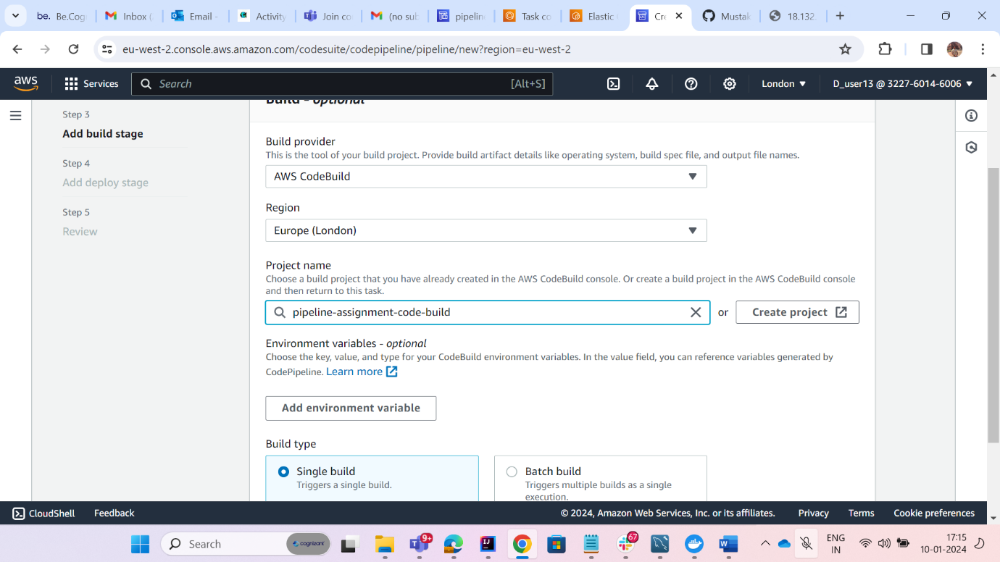 be. Be.Cogn
Inbox (
Email -
Activity
Join co
(no sub
pipelin
Task co
Elastic
Cre
Mustak
18.132.
eu-west-2.console.aws.amazon.com/codesuite/codepipeline/pipeline/new?region=eu-west-2
aws
Services
Search
[Alt+S]
London
D_user13 @ 3227-6014-6006
Step 3
Add build stage
Step 4
Add deploy stage
Step 5
Review
Build - optional
Build provider
This is the tool of your build project. Provide build artifact details like operating system, build spec file, and output file names.
AWS CodeBuild
Region
Europe (London)
Project name
Choose a build project that you have already created in the AWS CodeBuild console. Or create a build project in the AWS CodeBuild console
and then return to this task.
pipeline-assignment-code-build
or
Create project
Environment variables - optional
Choose the key, value, and type for your CodeBuild environment variables. In the value field, you can reference variables generated by
CodePipeline. Learn more
Add environment variable
Build type
Single build
Triggers a single build.
Batch build
Triggers multiple builds as a single
execution.
CloudShell
Feedback
© 2024, Amazon Web Services, Inc. or its affiliates.
Privacy
Terms
Cookie preferences
Search
cognizant
9+
67
ENG
IN
17:15
10-01-2024